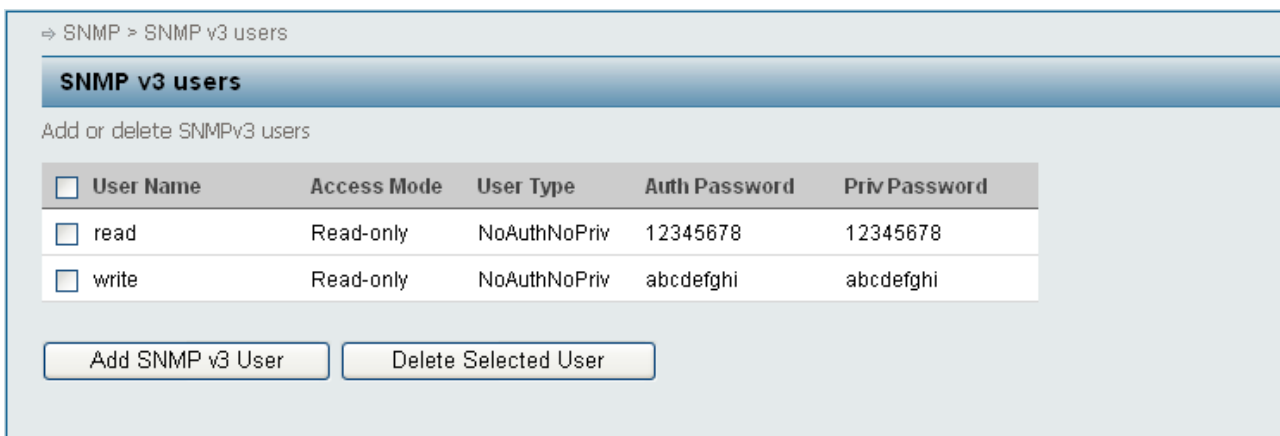 ⇒ SNMP > SNMP v3 users
SNMP v3 users
Add or delete SNMPv3 users
User Name Access Mode User Type Auth Password Priv Password
read Read-only NoAuthNoPriv 12345678 12345678
write Read-only NoAuthNoPriv abcdefghi abcdefghi
Add SNMP v3 User Delete Selected User